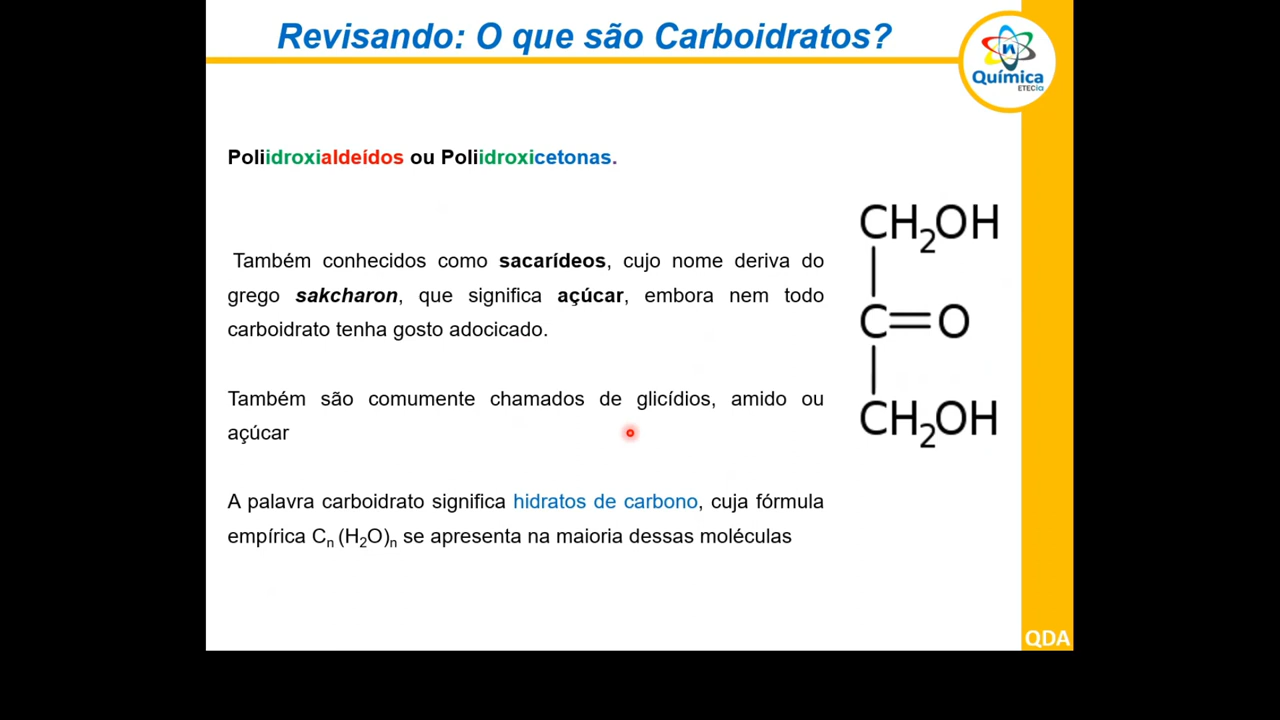 Revisando: O que são Carboidratos?
n
Química
ETECia
Poliidroxialdeídos ou Poliidroxicetonas.
Também conhecidos como sacarídeos, cujo nome deriva do
grego sakcharon, que significa açúcar, embora nem todo
carboidrato tenha gosto adocicado.
Também são comumente chamados de glicídios, amido ou
açúcar
A palavra carboidrato significa hidratos de carbono, cuja fórmula
empírica Cn (H2O)n se apresenta na maioria dessas moléculas
CH2OH
C=O
CH2OH
QDA